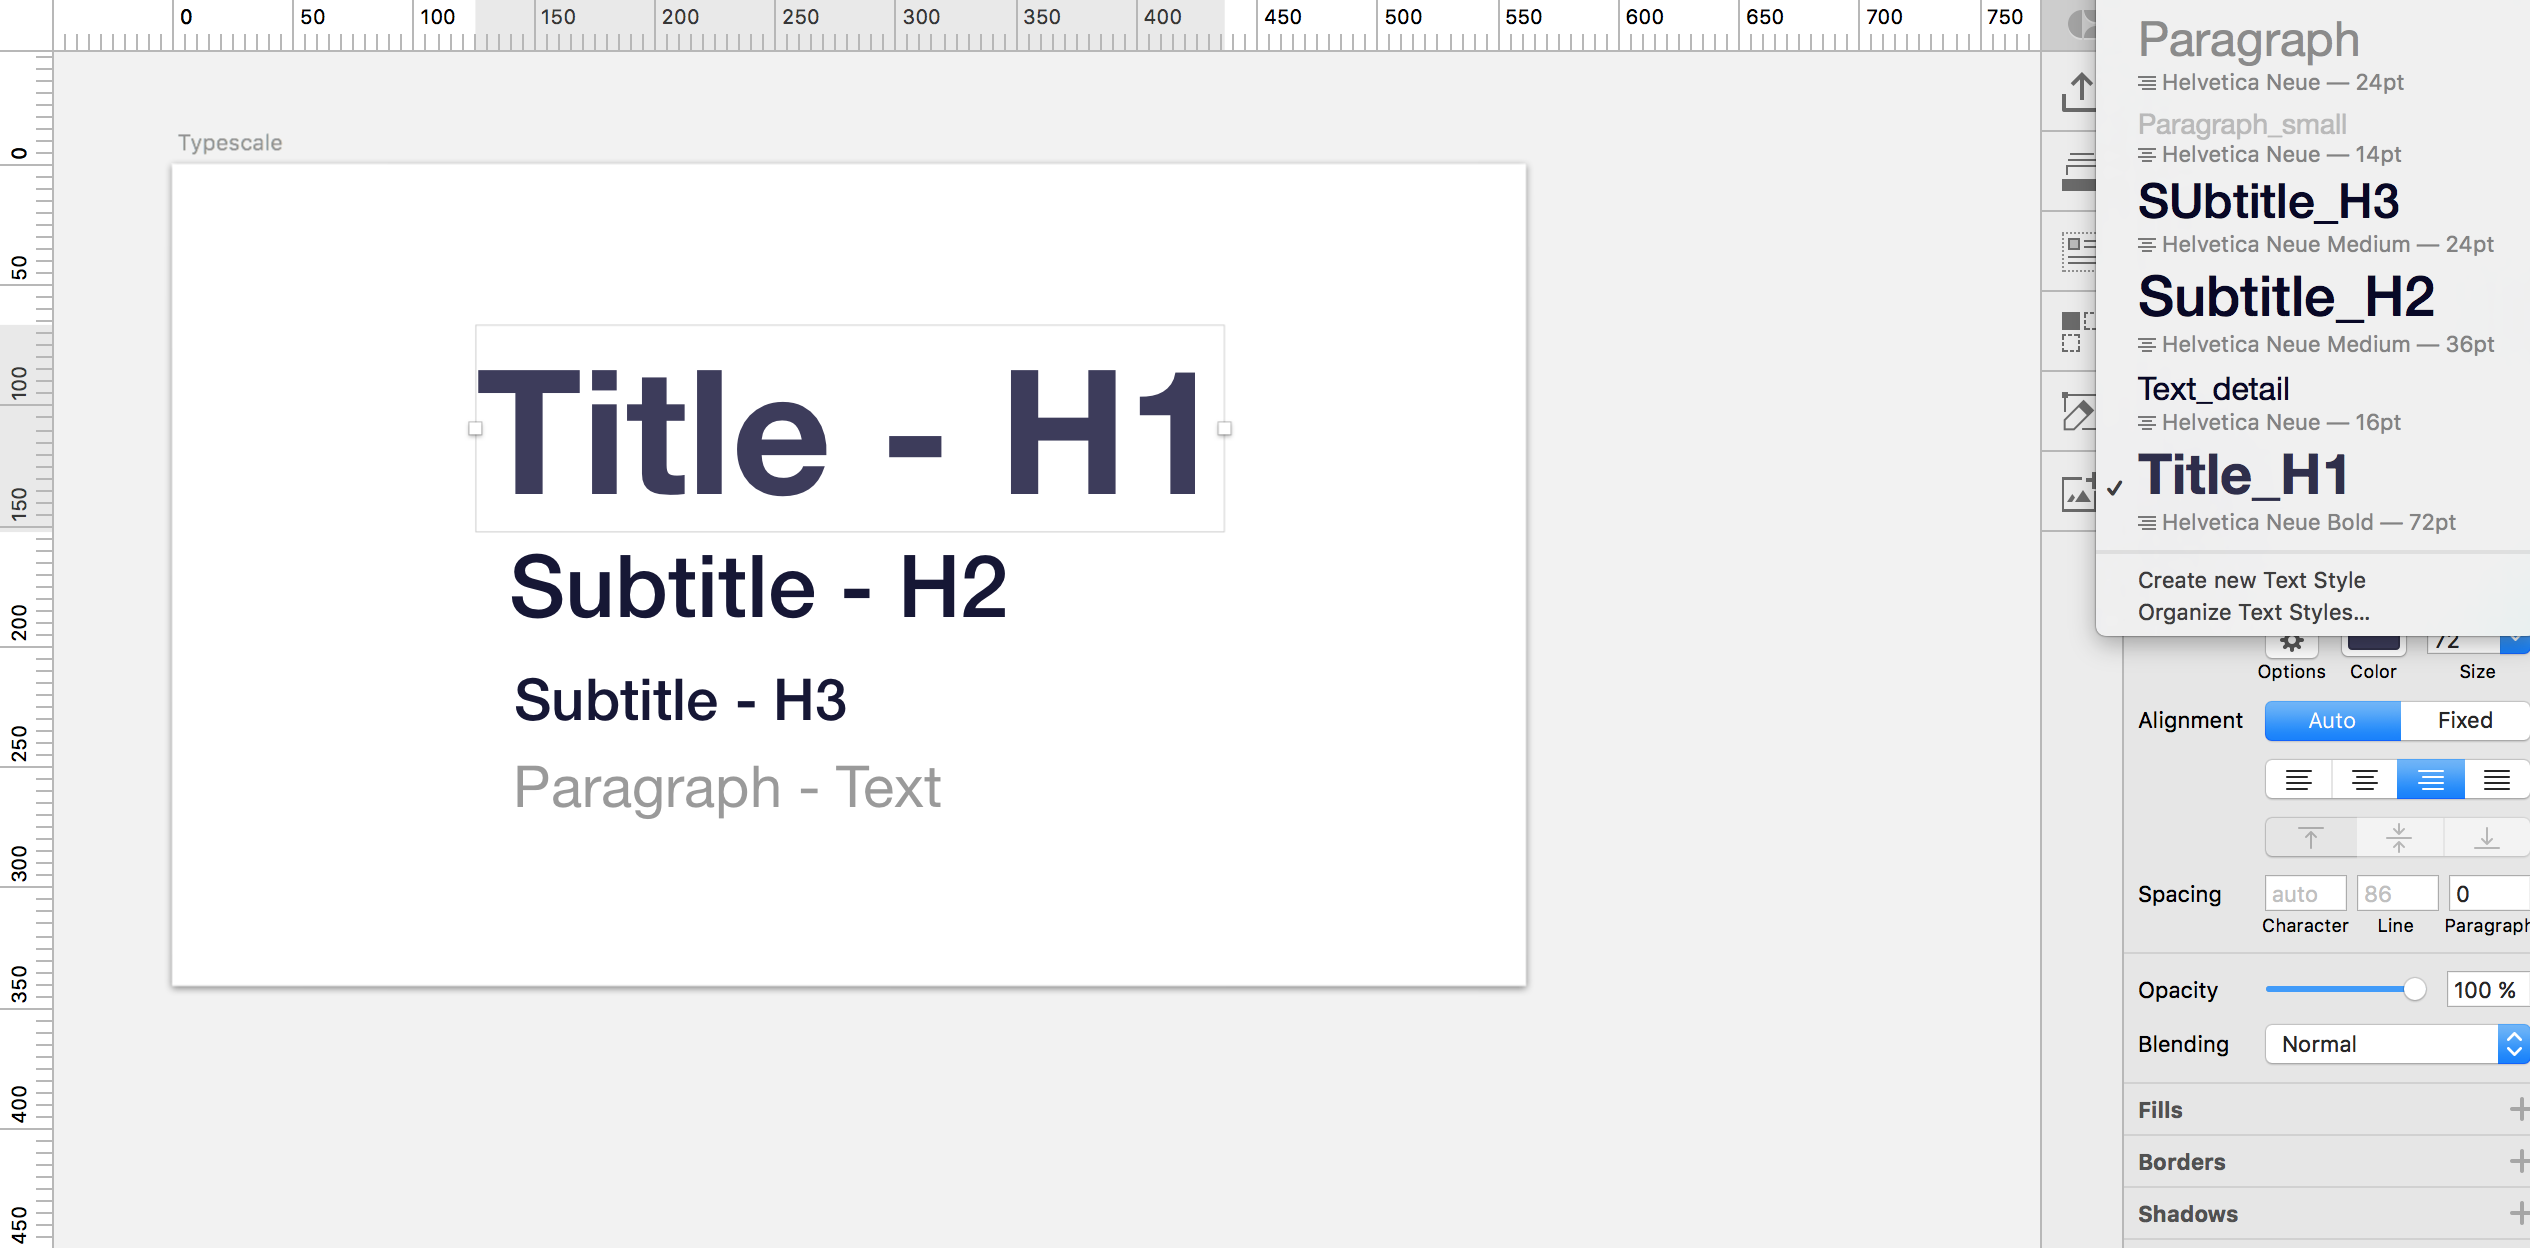 0 50 100 150 200 250 300 350 400 450 500 550 600 650 700 750
0
50
100
150
200
250
300
350
400
450
Typescale
Title - H1
Subtitle - H2
Subtitle - H3
Paragraph - Text
Paragraph
Helvetica Neue — 24pt
Paragraph_small
Helvetica Neue — 14pt
SUbtitle_H3
Helvetica Neue Medium — 24pt
Subtitle_H2
Helvetica Neue Medium — 36pt
Text_detail
Helvetica Neue — 16pt
Title_H1
Helvetica Neue Bold — 72pt
Create new Text Style
Organize Text Styles...
72
Options Color Size
Alignment Auto Fixed
Spacing auto 86 0
Character Line Paragraph
Opacity 100 %
Blending Normal
Fills
Borders
Shadows